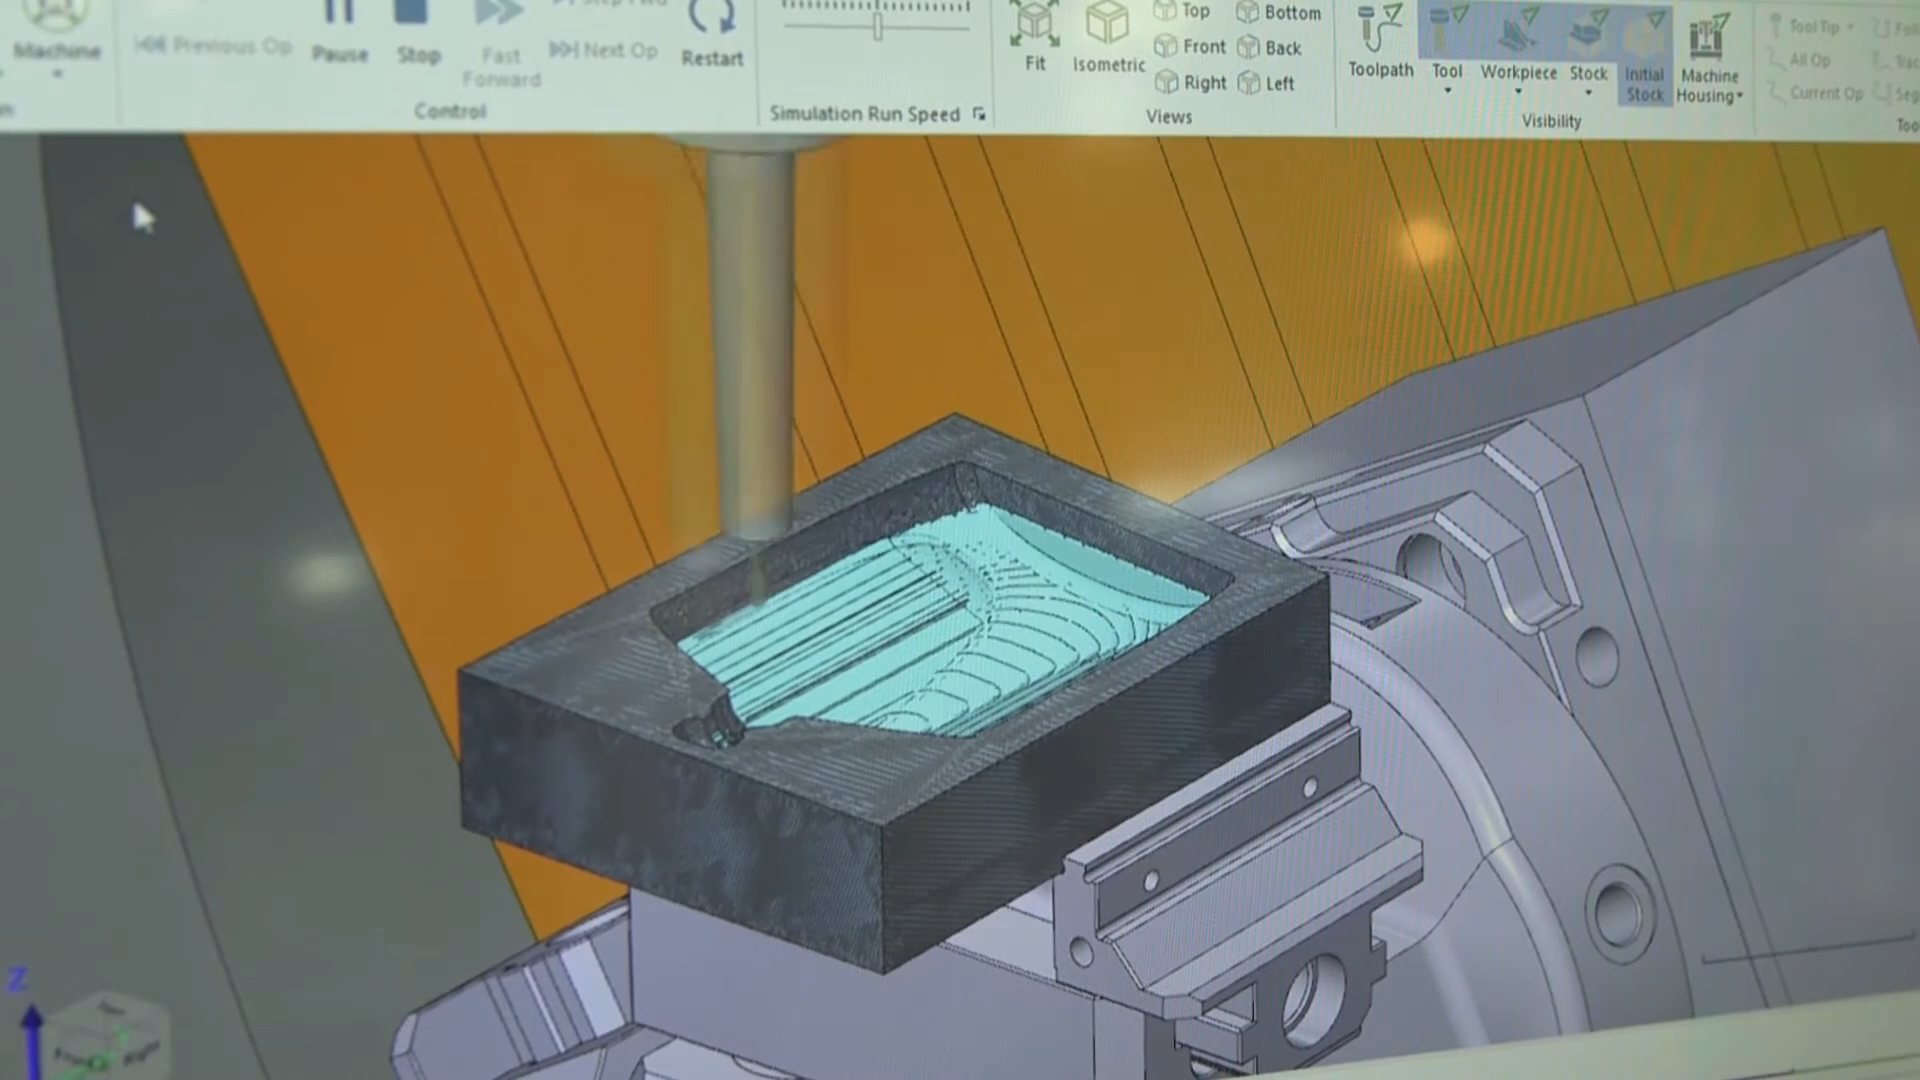 Machine
Previous Op
Pause
Stop
Fast
Forward
Next Op
Restart
Control
Simulation Run Speed
Fit
Isometric
Top
Front
Right
Bottom
Back
Left
Views
Toolpath
Tool
Workpiece
Stock
Initial
Stock
Machine
Housing
Visibility
Tool Tip
All Op
Current Op
Z
Right